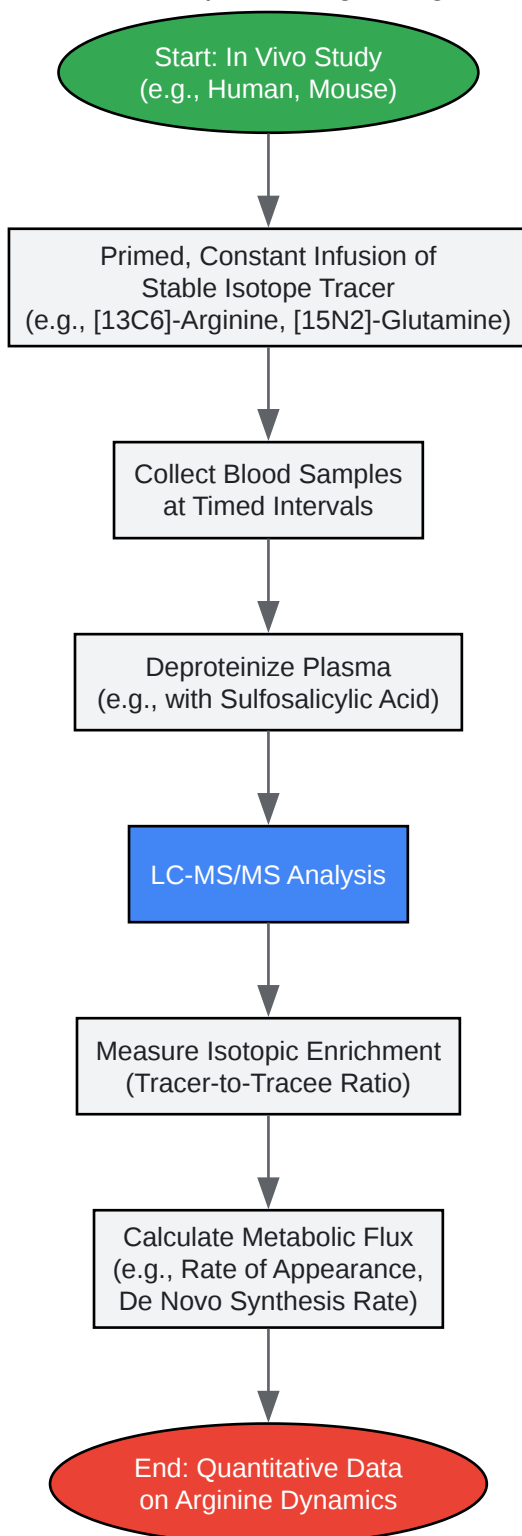 Start: In Vivo Study
(e.g., Human, Mouse)
Primed, Constant Infusion of
Stable Isotope Tracer
(e.g., [13C6]-Arginine, [15N2]-Glutamine)
Collect Blood Samples
at Timed Intervals
Deproteinize Plasma
(e.g., with Sulfosalicylic Acid)
LC-MS/MS Analysis
Measure Isotopic Enrichment
(Tracer-to-Tracee Ratio)
Calculate Metabolic Flux
(e.g., Rate of Appearance,
De Novo Synthesis Rate)
End: Quantitative Data
on Arginine Dynamics